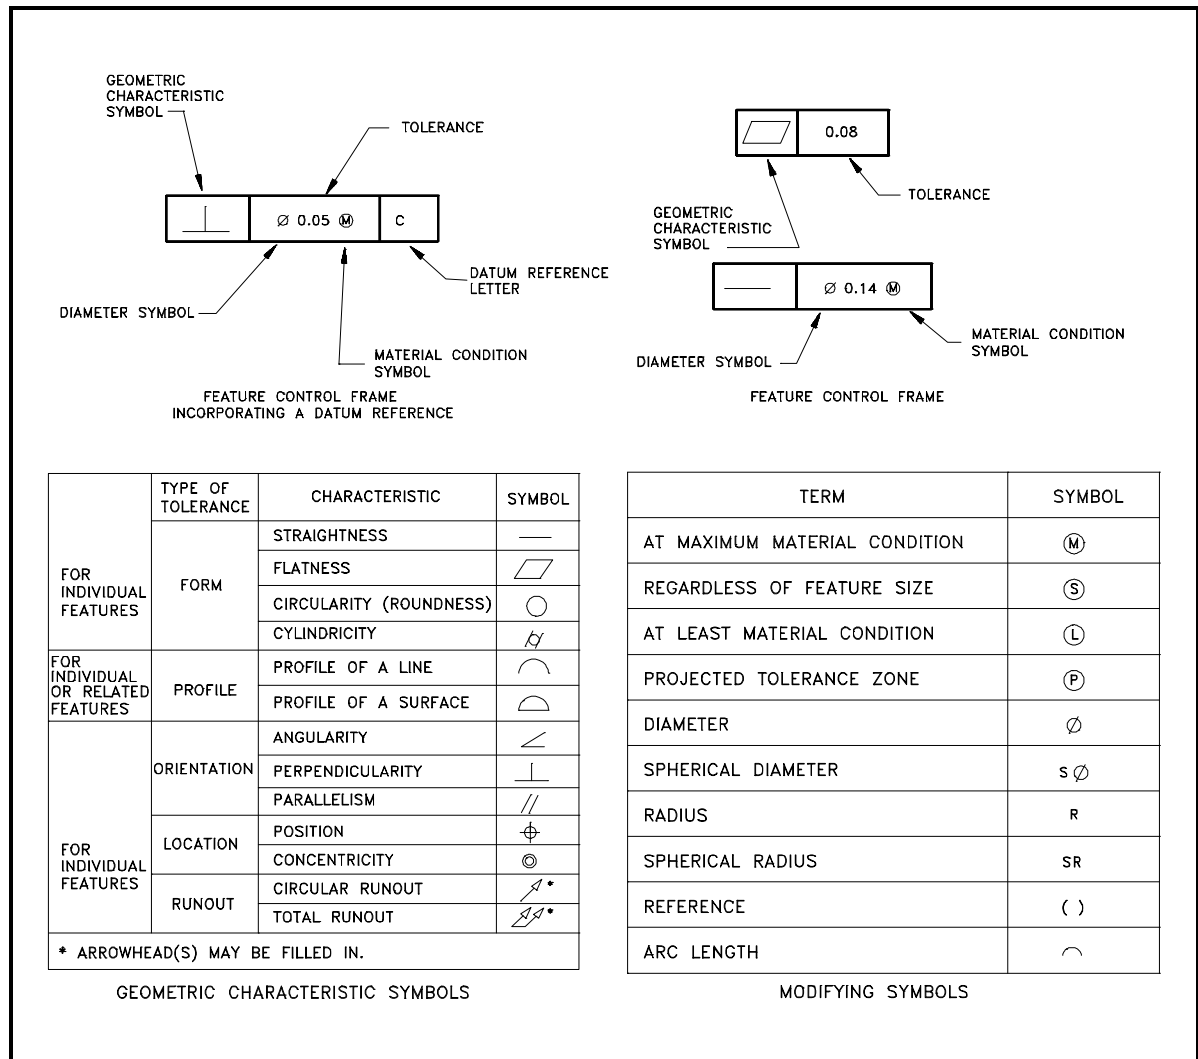 GEOMETRIC
CHARACTERISTIC
SYMBOL
TOLERANCE
⌀ 0.05 Ⓜ C
DATUM REFERENCE
LETTER
DIAMETER SYMBOL
MATERIAL CONDITION
SYMBOL
FEATURE CONTROL FRAME
INCORPORATING A DATUM REFERENCE
0.08
TOLERANCE
GEOMETRIC
CHARACTERISTIC
SYMBOL
⌀ 0.14 Ⓜ
MATERIAL CONDITION
SYMBOL
DIAMETER SYMBOL
FEATURE CONTROL FRAME
TYPE OF
TOLERANCE
CHARACTERISTIC
SYMBOL
FOR
INDIVIDUAL
FEATURES
FORM
STRAIGHTNESS
FLATNESS
CIRCULARITY (ROUNDNESS)
CYLINDRICITY
FOR
INDIVIDUAL
OR RELATED
FEATURES
PROFILE
PROFILE OF A LINE
PROFILE OF A SURFACE
FOR
INDIVIDUAL
FEATURES
ORIENTATION
ANGULARITY
PERPENDICULARITY
PARALLELISM
LOCATION
POSITION
CONCENTRICITY
RUNOUT
CIRCULAR RUNOUT *
TOTAL RUNOUT *
* ARROWHEAD(S) MAY BE FILLED IN.
GEOMETRIC CHARACTERISTIC SYMBOLS
TERM SYMBOL
AT MAXIMUM MATERIAL CONDITION Ⓜ
REGARDLESS OF FEATURE SIZE Ⓢ
AT LEAST MATERIAL CONDITION Ⓛ
PROJECTED TOLERANCE ZONE Ⓟ
DIAMETER ⌀
SPHERICAL DIAMETER S⌀
RADIUS R
SPHERICAL RADIUS SR
REFERENCE ( )
ARC LENGTH ⌒
MODIFYING SYMBOLS